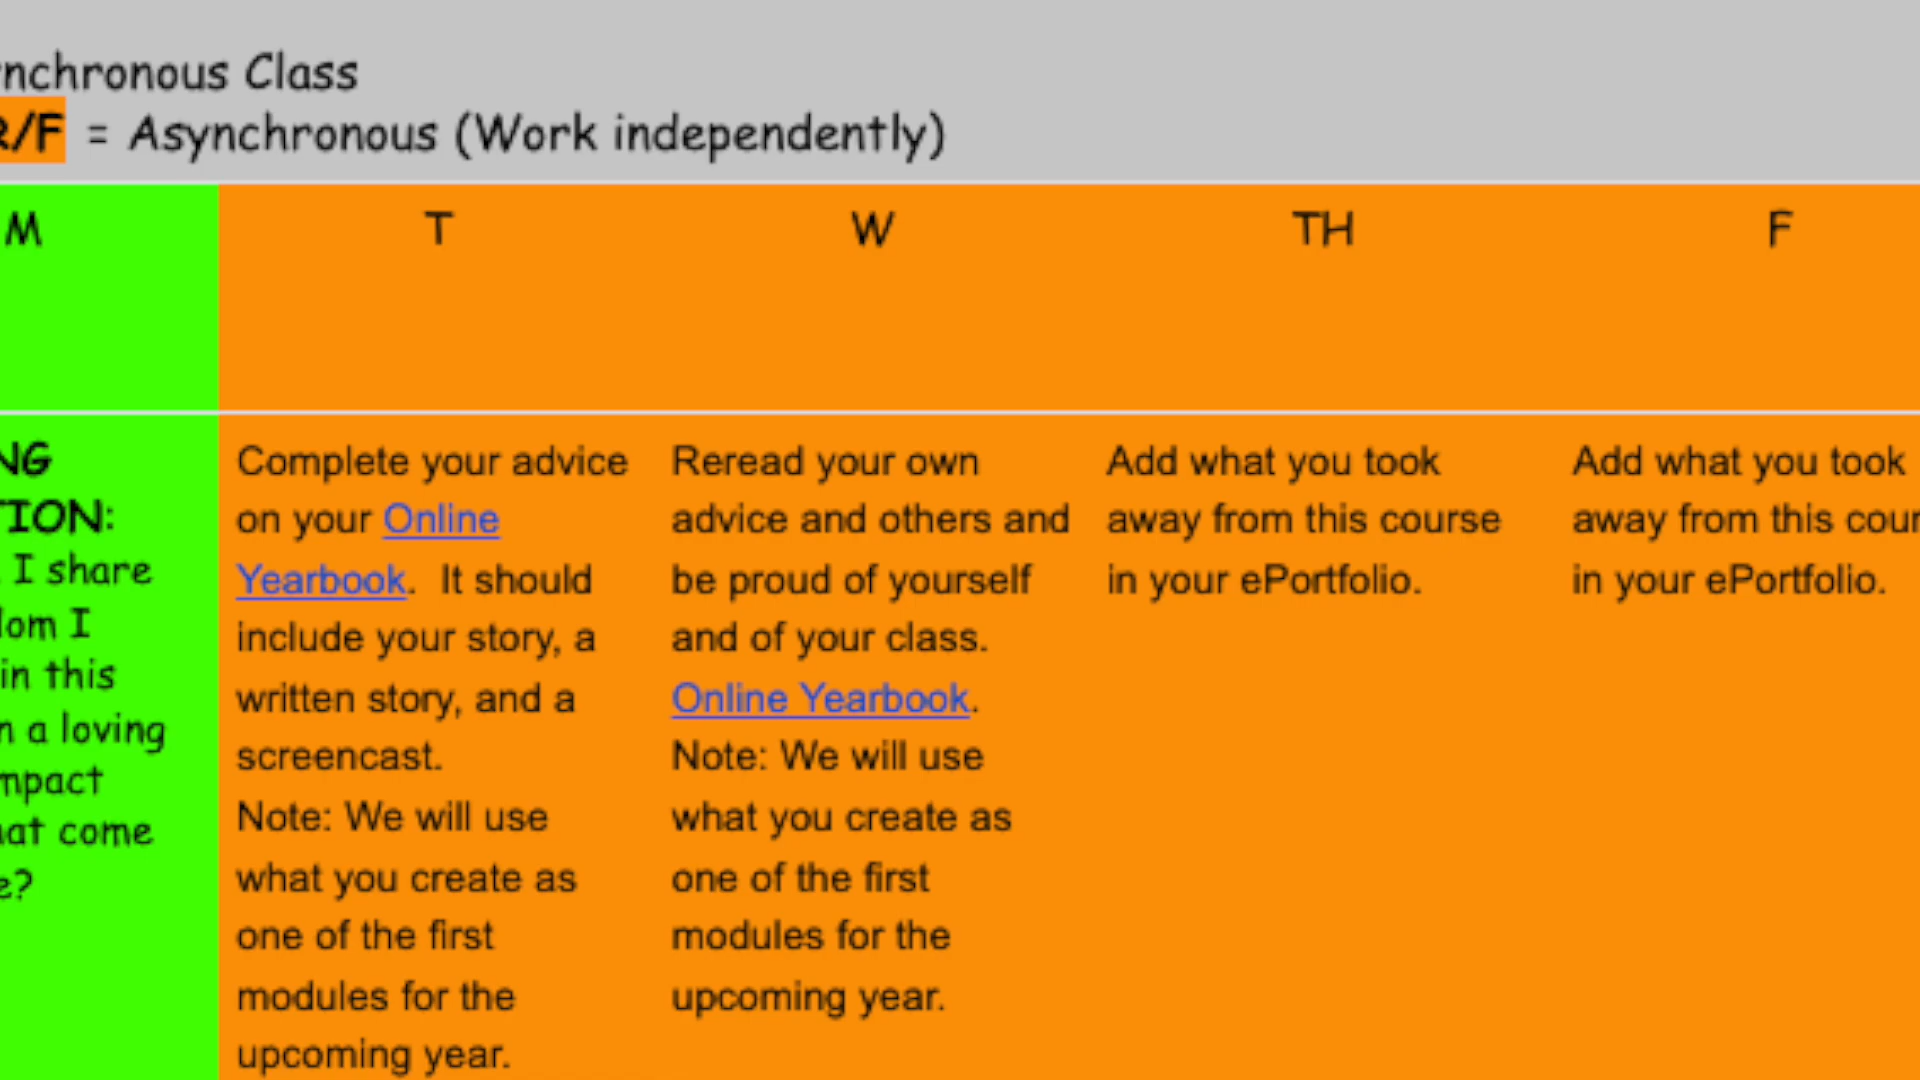 nchronous Class
R/F = Asynchronous (Work independently)
M
T
W
TH
F
NG
TION:
I share
dom I
in this
n a loving
mpact
hat come
e?
Complete your advice
on your Online
Yearbook. It should
include your story, a
written story, and a
screencast.
Note: We will use
what you create as
one of the first
modules for the
upcoming year.
Reread your own
advice and others and
be proud of yourself
and of your class.
Online Yearbook.
Note: We will use
what you create as
one of the first
modules for the
upcoming year.
Add what you took
away from this course
in your ePortfolio.
Add what you took
away from this cour
in your ePortfolio.